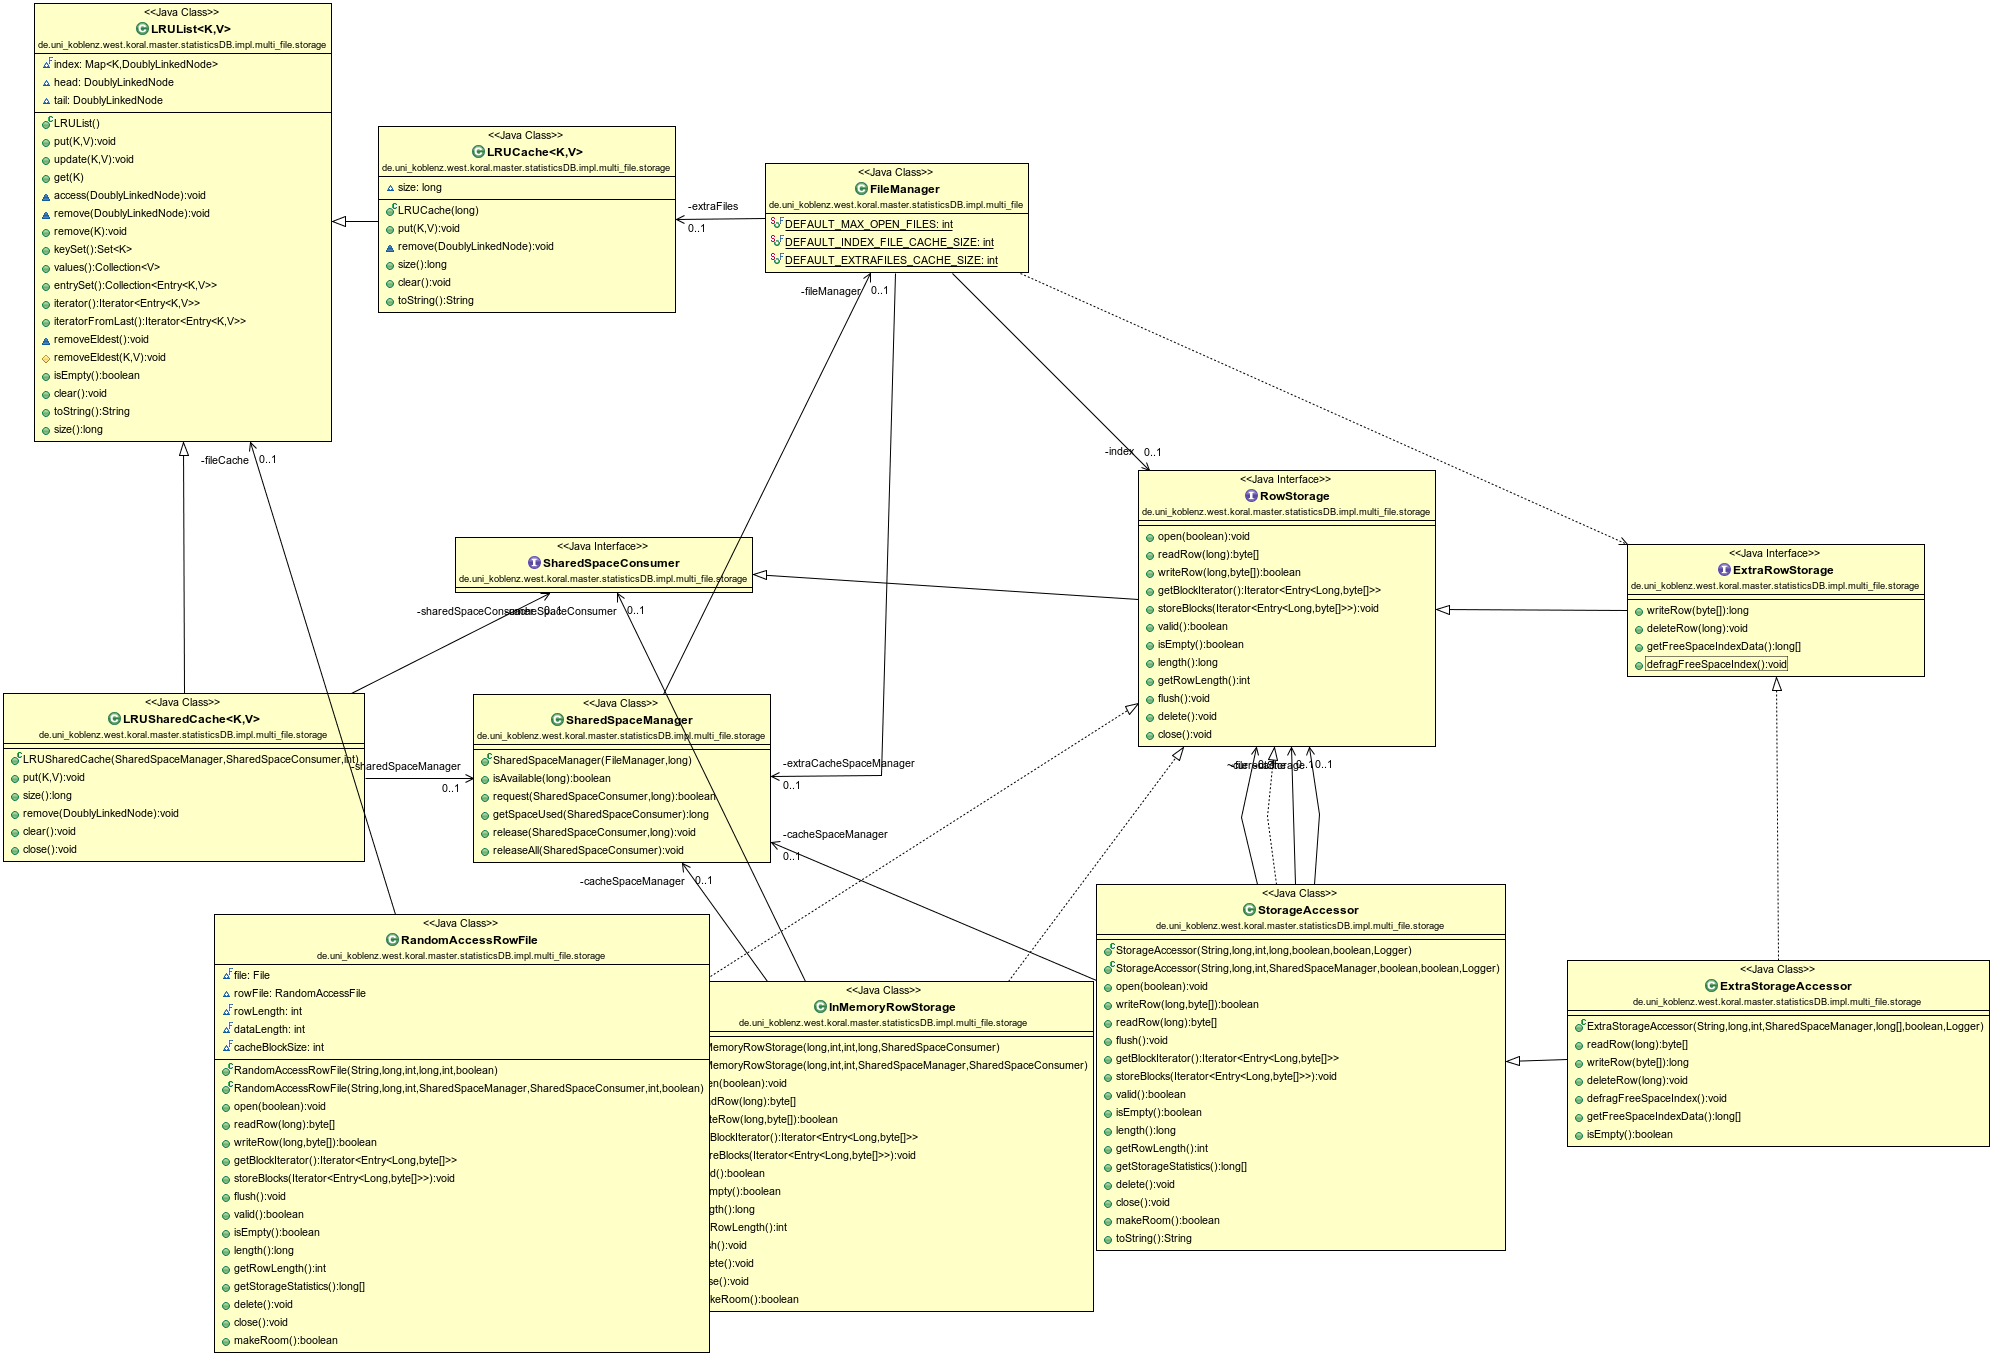 <<Java Class>>
LRUList<K,V>
de.uni_koblenz.west.koral.master.statisticsDB.impl.multi_file.storage
index: Map<K,DoublyLinkedNode>
head: DoublyLinkedNode
tail: DoublyLinkedNode
LRUList()
put(K,V):void
update(K,V):void
get(K)
access(DoublyLinkedNode):void
remove(DoublyLinkedNode):void
remove(K):void
keySet():Set<K>
values():Collection<V>
entrySet():Collection<Entry<K,V>>
iterator():Iterator<Entry<K,V>>
iteratorFromLast():Iterator<Entry<K,V>>
removeEldest():void
removeEldest(K,V):void
isEmpty():boolean
clear():void
toString():String
size():long
<<Java Class>>
LRUCache<K,V>
de.uni_koblenz.west.koral.master.statisticsDB.impl.multi_file.storage
size: long
LRUCache(long)
put(K,V):void
remove(DoublyLinkedNode):void
size():long
clear():void
toString():String
-extraFiles
0..1
<<Java Class>>
FileManager
de.uni_koblenz.west.koral.master.statisticsDB.impl.multi_file
DEFAULT_MAX_OPEN_FILES: int
DEFAULT_INDEX_FILE_CACHE_SIZE: int
DEFAULT_EXTRAFILES_CACHE_SIZE: int
-fileManager 0..1
-fileCache 0..1
-index 0..1
<<Java Interface>>
RowStorage
de.uni_koblenz.west.koral.master.statisticsDB.impl.multi_file.storage
open(boolean):void
readRow(long):byte[]
writeRow(long,byte[]):boolean
getBlockIterator():Iterator<Entry<Long,byte[]>>
storeBlocks(Iterator<Entry<Long,byte[]>>):void
valid():boolean
isEmpty():boolean
length():long
getRowLength():int
flush():void
delete():void
close():void
<<Java Interface>>
SharedSpaceConsumer
de.uni_koblenz.west.koral.master.statisticsDB.impl.multi_file.storage
0..1
<<Java Interface>>
ExtraRowStorage
de.uni_koblenz.west.koral.master.statisticsDB.impl.multi_file.storage
writeRow(byte[]):long
deleteRow(long):void
getFreeSpaceIndexData():long[]
defragFreeSpaceIndex():void
<<Java Class>>
LRUSharedCache<K,V>
de.uni_koblenz.west.koral.master.statisticsDB.impl.multi_file.storage
LRUSharedCache(SharedSpaceManager,SharedSpaceConsumer,int)
put(K,V):void
size():long
remove(DoublyLinkedNode):void
clear():void
close():void
-sharedSpaceManager
0..1
<<Java Class>>
SharedSpaceManager
de.uni_koblenz.west.koral.master.statisticsDB.impl.multi_file.storage
SharedSpaceManager(FileManager,long)
isAvailable(long):boolean
request(SharedSpaceConsumer,long):boolean
getSpaceUsed(SharedSpaceConsumer):long
release(SharedSpaceConsumer,long):void
releaseAll(SharedSpaceConsumer):void
-extraCacheSpaceManager
0..1
-cacheSpaceManager
0..1
-cacheSpaceManager 0..1
0..1
<<Java Class>>
RandomAccessRowFile
de.uni_koblenz.west.koral.master.statisticsDB.impl.multi_file.storage
file: File
rowFile: RandomAccessFile
rowLength: int
dataLength: int
cacheBlockSize: int
RandomAccessRowFile(String,long,int,long,int,boolean)
RandomAccessRowFile(String,long,int,SharedSpaceManager,SharedSpaceConsumer,int,boolean)
open(boolean):void
readRow(long):byte[]
writeRow(long,byte[]):boolean
getBlockIterator():Iterator<Entry<Long,byte[]>>
storeBlocks(Iterator<Entry<Long,byte[]>>):void
flush():void
valid():boolean
isEmpty():boolean
length():long
getRowLength():int
getStorageStatistics():long[]
delete():void
close():void
makeRoom():boolean
<<Java Class>>
InMemoryRowStorage
de.uni_koblenz.west.koral.master.statisticsDB.impl.multi_file.storage
MemoryRowStorage(long,int,int,long,SharedSpaceConsumer)
MemoryRowStorage(long,int,int,SharedSpaceManager,SharedSpaceConsumer)
en(boolean):void
dRow(long):byte[]
teRow(long,byte[]):boolean
BlockIterator():Iterator<Entry<Long,byte[]>>
reBlocks(Iterator<Entry<Long,byte[]>>):void
d():boolean
mpty():boolean
gth():long
RowLength():int
sh():void
ete():void
se():void
keRoom():boolean
<<Java Class>>
StorageAccessor
de.uni_koblenz.west.koral.master.statisticsDB.impl.multi_file.storage
StorageAccessor(String,long,int,long,boolean,boolean,Logger)
StorageAccessor(String,long,int,SharedSpaceManager,boolean,boolean,Logger)
open(boolean):void
writeRow(long,byte[]):boolean
readRow(long):byte[]
flush():void
getBlockIterator():Iterator<Entry<Long,byte[]>>
storeBlocks(Iterator<Entry<Long,byte[]>>):void
valid():boolean
isEmpty():boolean
length():long
getRowLength():int
getStorageStatistics():long[]
delete():void
close():void
makeRoom():boolean
toString():String
<<Java Class>>
ExtraStorageAccessor
de.uni_koblenz.west.koral.master.statisticsDB.impl.multi_file.storage
ExtraStorageAccessor(String,long,int,SharedSpaceManager,long[],boolean,Logger)
readRow(long):byte[]
writeRow(byte[]):long
deleteRow(long):void
defragFreeSpaceIndex():void
getFreeSpaceIndexData():long[]
isEmpty():boolean